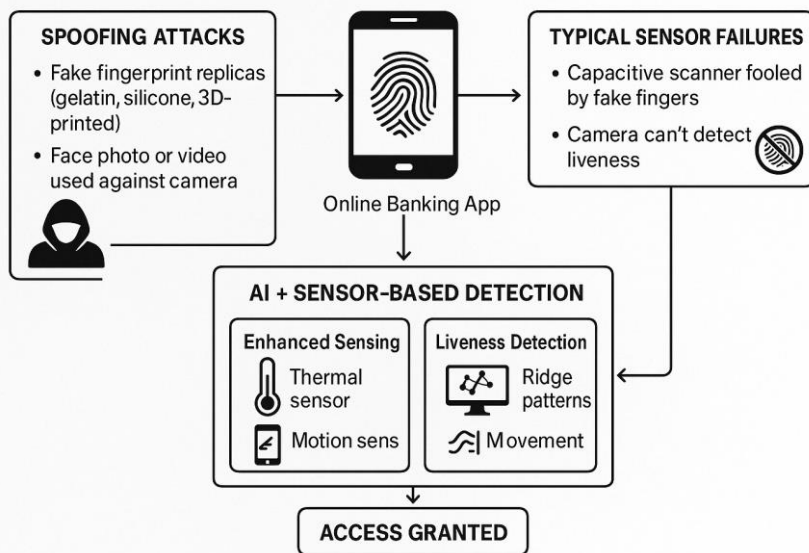 SPOOFING ATTACKS
• Fake fingerprint replicas
(gelatin, silicone, 3D-
printed)
• Face photo or video
used against camera
Online Banking App
TYPICAL SENSOR FAILURES
• Capacitive scanner fooled
by fake fingers
• Camera can't detect
liveness
AI + SENSOR-BASED DETECTION
Enhanced Sensing
Thermal
sensor
Motion sens
Liveness Detection
Ridge
patterns
Movement
ACCESS GRANTED